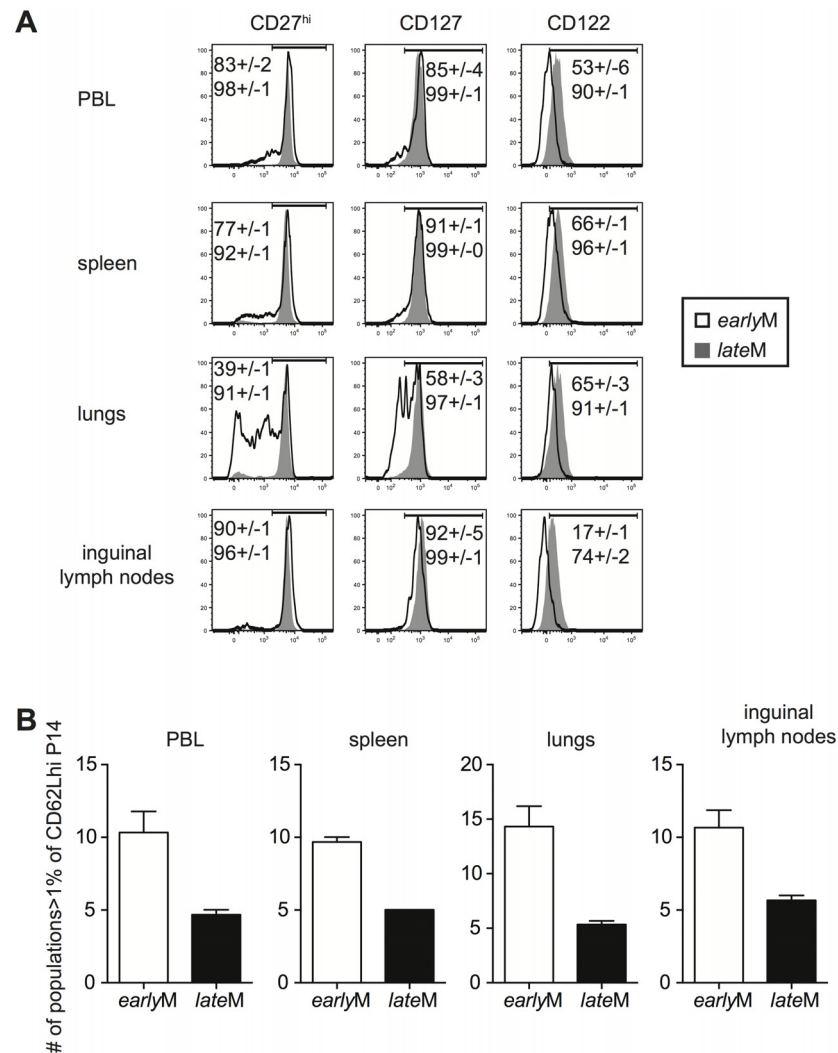 A
CD27hi
CD127
CD122
PBL
83+/-2
98+/-1
85+/-4
99+/-1
53+/-6
90+/-1
spleen
77+/-1
92+/-1
91+/-1
99+/-0
66+/-1
96+/-1
earlyM
lateM
lungs
39+/-1
91+/-1
58+/-3
97+/-1
65+/-3
91+/-1
inguinal
lymph nodes
90+/-1
96+/-1
92+/-5
99+/-1
17+/-1
74+/-2
B
# of populations>1% of CD62Lhi P14
PBL
spleen
lungs
inguinal
lymph nodes
15
10
5
0
earlyM
lateM
15
10
5
0
earlyM
lateM
20
15
10
5
0
earlyM
lateM
15
10
5
0
earlyM
lateM